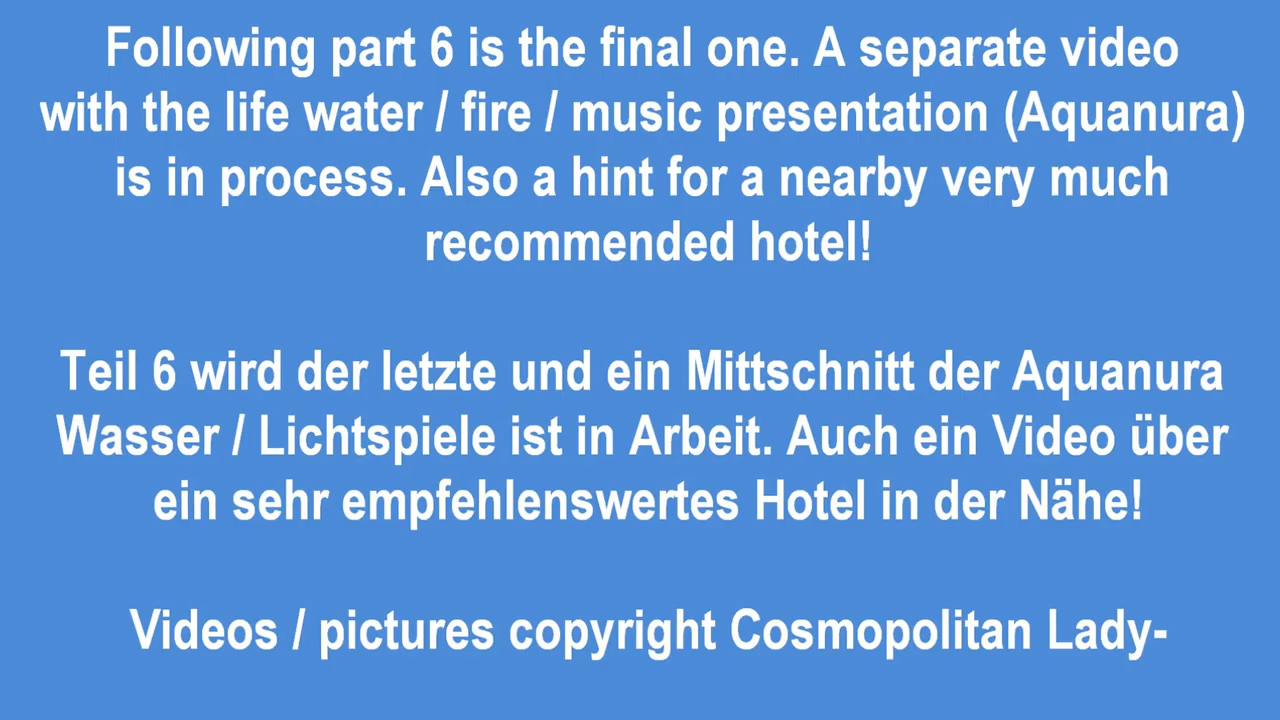 Following part 6 is the final one. A separate video
with the life water / fire / music presentation (Aquanura)
is in process. Also a hint for a nearby very much
recommended hotel!
Teil 6 wird der letzte und ein Mittschnitt der Aquanura
Wasser / Lichtspiele ist in Arbeit. Auch ein Video über
ein sehr empfehlenswertes Hotel in der Nähe!
Videos / pictures copyright Cosmopolitan Lady-